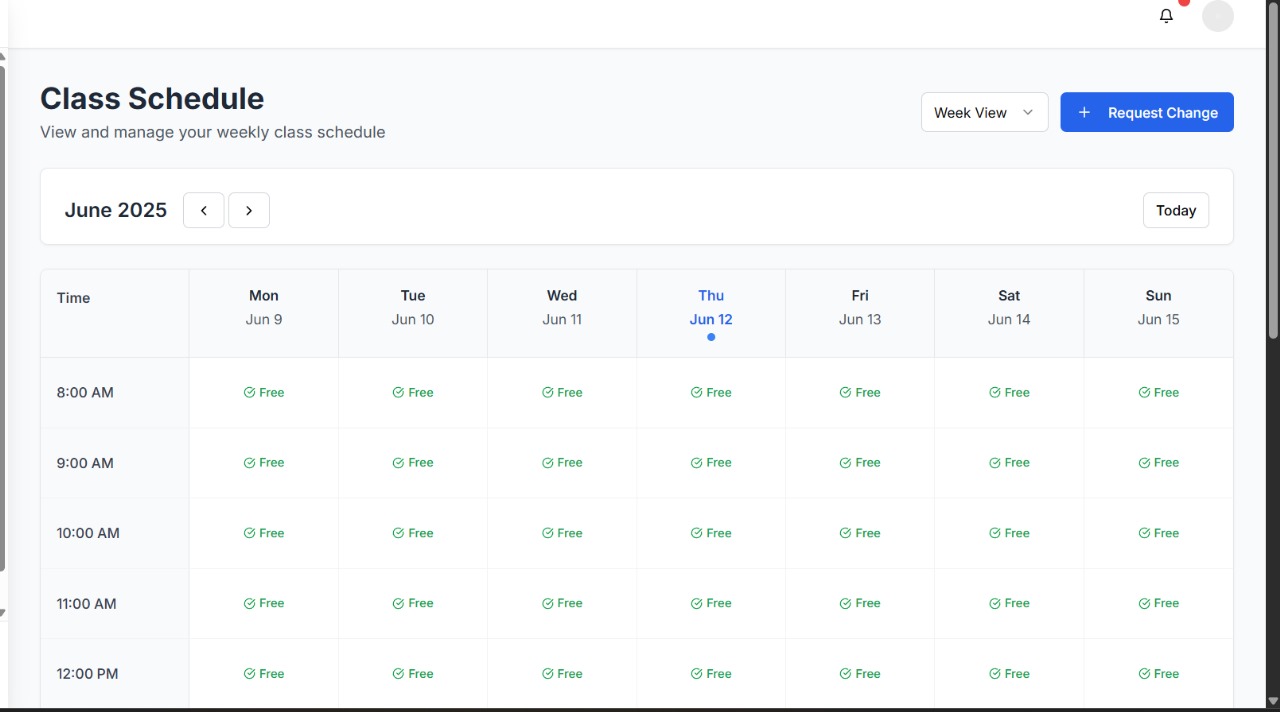 Class Schedule
View and manage your weekly class schedule
Week View
Request Change
June 2025
Today
Time Mon Tue Wed Thu Fri Sat Sun
Jun 9 Jun 10 Jun 11 Jun 12 Jun 13 Jun 14 Jun 15
8:00 AM Free Free Free Free Free Free Free
9:00 AM Free Free Free Free Free Free Free
10:00 AM Free Free Free Free Free Free Free
11:00 AM Free Free Free Free Free Free Free
12:00 PM Free Free Free Free Free Free Free